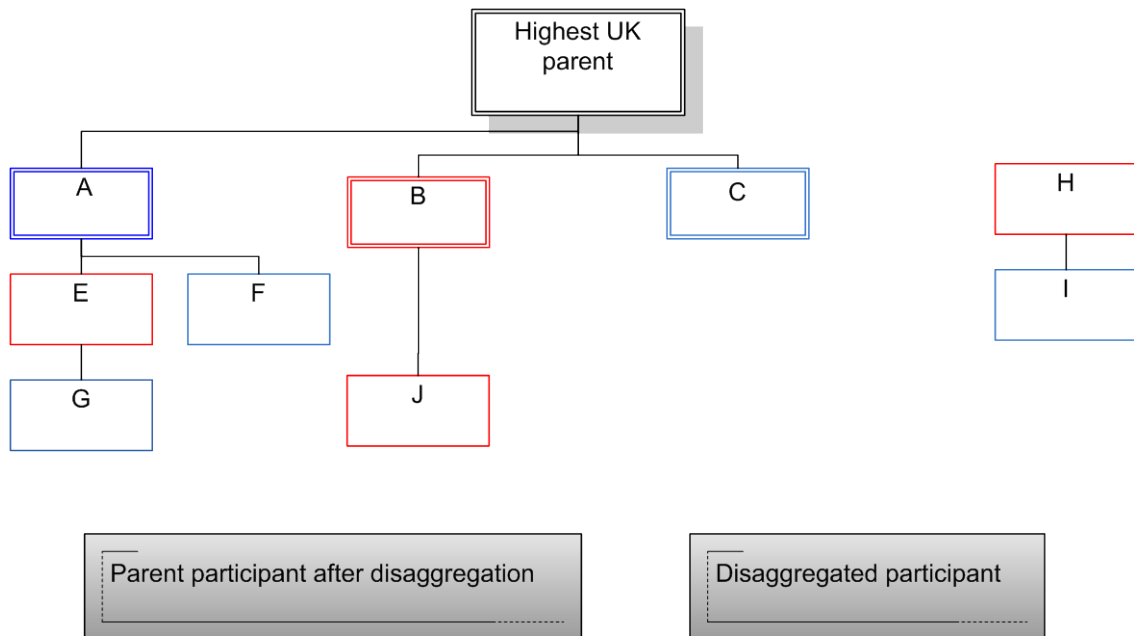 Highest UK
parent
A
B
C
H
E
F
I
G
J
Parent participant after disaggregation
Disaggregated participant